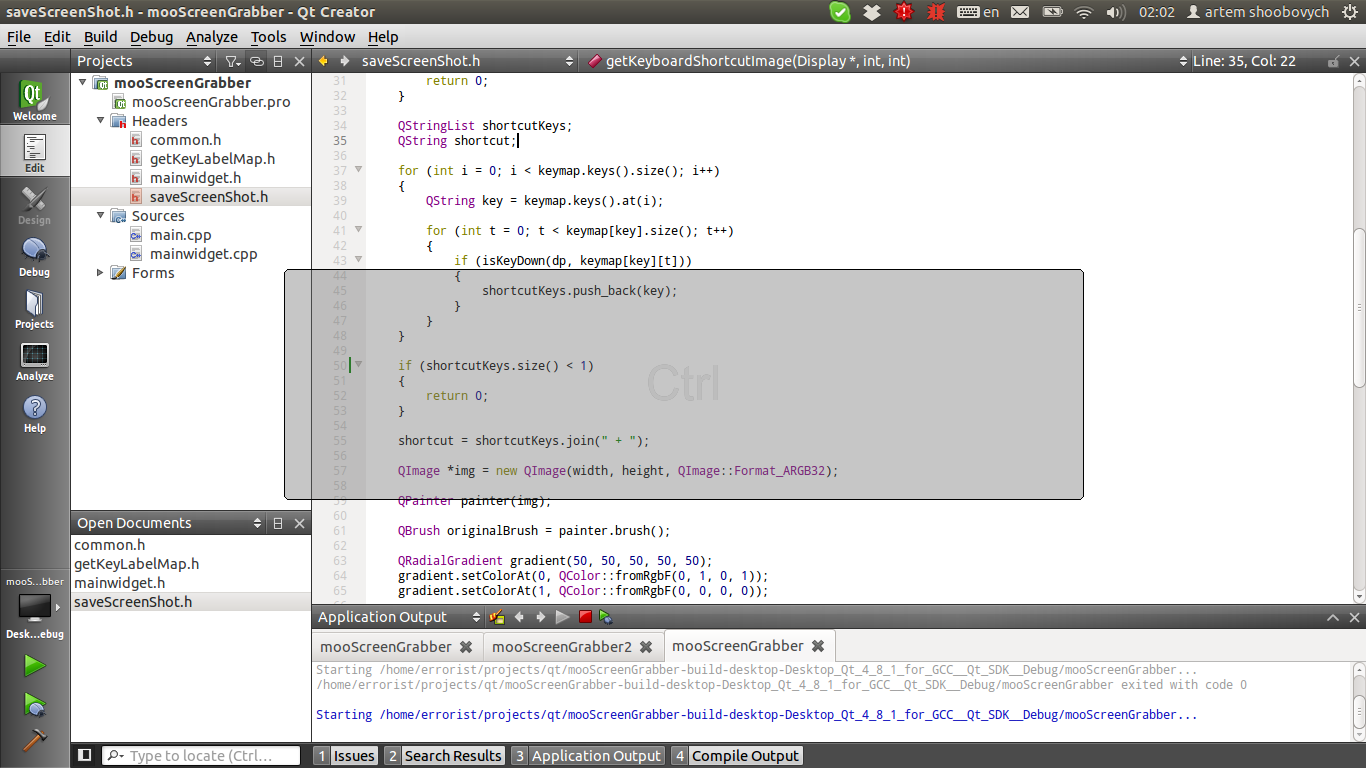 saveScreenShot.h - mooScreenGrabber - Qt Creator
en
02:02
artem shoobovych
File Edit Build Debug Analyze Tools Window Help
Projects
saveScreenShot.h
getKeyboardShortcutImage(Display *, int, int)
Line: 35, Col: 22
Welcome
Edit
Design
Debug
Projects
Analyze
Help
mooS...bber
Desk...ebug
mooScreenGrabber
mooScreenGrabber.pro
Headers
common.h
getKeyLabelMap.h
mainwidget.h
saveScreenShot.h
Sources
main.cpp
mainwidget.cpp
Forms
Open Documents
common.h
getKeyLabelMap.h
mainwidget.h
saveScreenShot.h
31 return 0;
32 }
33
34 QStringList shortcutKeys;
35 QString shortcut;
36
37 for (int i = 0; i < keymap.keys().size(); i++)
38 {
39 QString key = keymap.keys().at(i);
40
41 for (int t = 0; t < keymap[key].size(); t++)
42 {
43 if (isKeyDown(dp, keymap[key][t]))
44 {
45 shortcutKeys.push_back(key);
46 }
47 }
48 }
49
50 if (shortcutKeys.size() < 1)
51 {
52 return 0;
53 }
54
55 shortcut = shortcutKeys.join(" + ");
56
57 QImage *img = new QImage(width, height, QImage::Format_ARGB32);
58
59 QPainter painter(img);
60
61 QBrush originalBrush = painter.brush();
62
63 QRadialGradient gradient(50, 50, 50, 50, 50);
64 gradient.setColorAt(0, QColor::fromRgbF(0, 1, 0, 1));
65 gradient.setColorAt(1, QColor::fromRgbF(0, 0, 0, 0));
Ctrl
Application Output
mooScreenGrabber
mooScreenGrabber2
mooScreenGrabber
Starting /home/errorist/projects/qt/mooScreenGrabber-build-desktop-Desktop_Qt_4_8_1_for_GCC__Qt_SDK__Debug/mooScreenGrabber...
/home/errorist/projects/qt/mooScreenGrabber-build-desktop-Desktop_Qt_4_8_1_for_GCC__Qt_SDK__Debug/mooScreenGrabber exited with code 0
Starting /home/errorist/projects/qt/mooScreenGrabber-build-desktop-Desktop_Qt_4_8_1_for_GCC__Qt_SDK__Debug/mooScreenGrabber...
Type to locate (Ctrl...
1 Issues
2 Search Results
3 Application Output
4 Compile Output